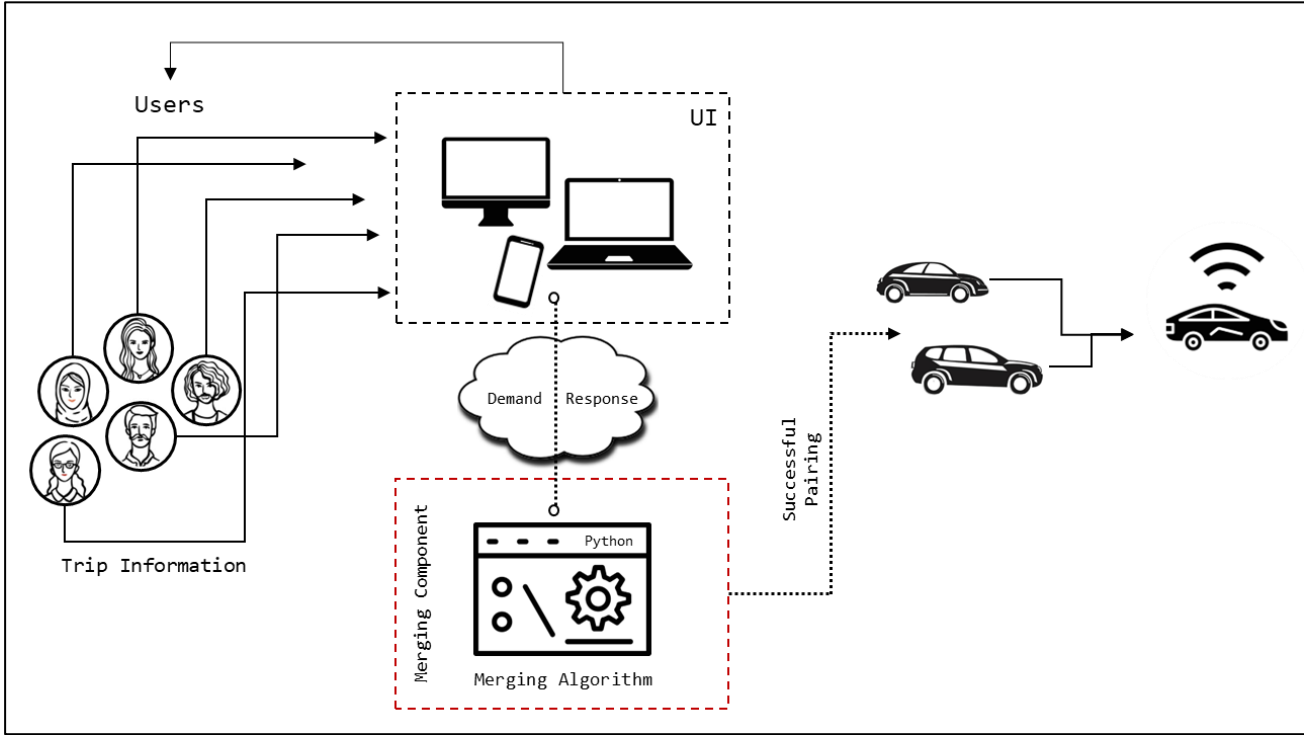 Users
UI
Demand
Response
Trip Information
Merging Component
Python
Merging Algorithm
Successful
Pairing